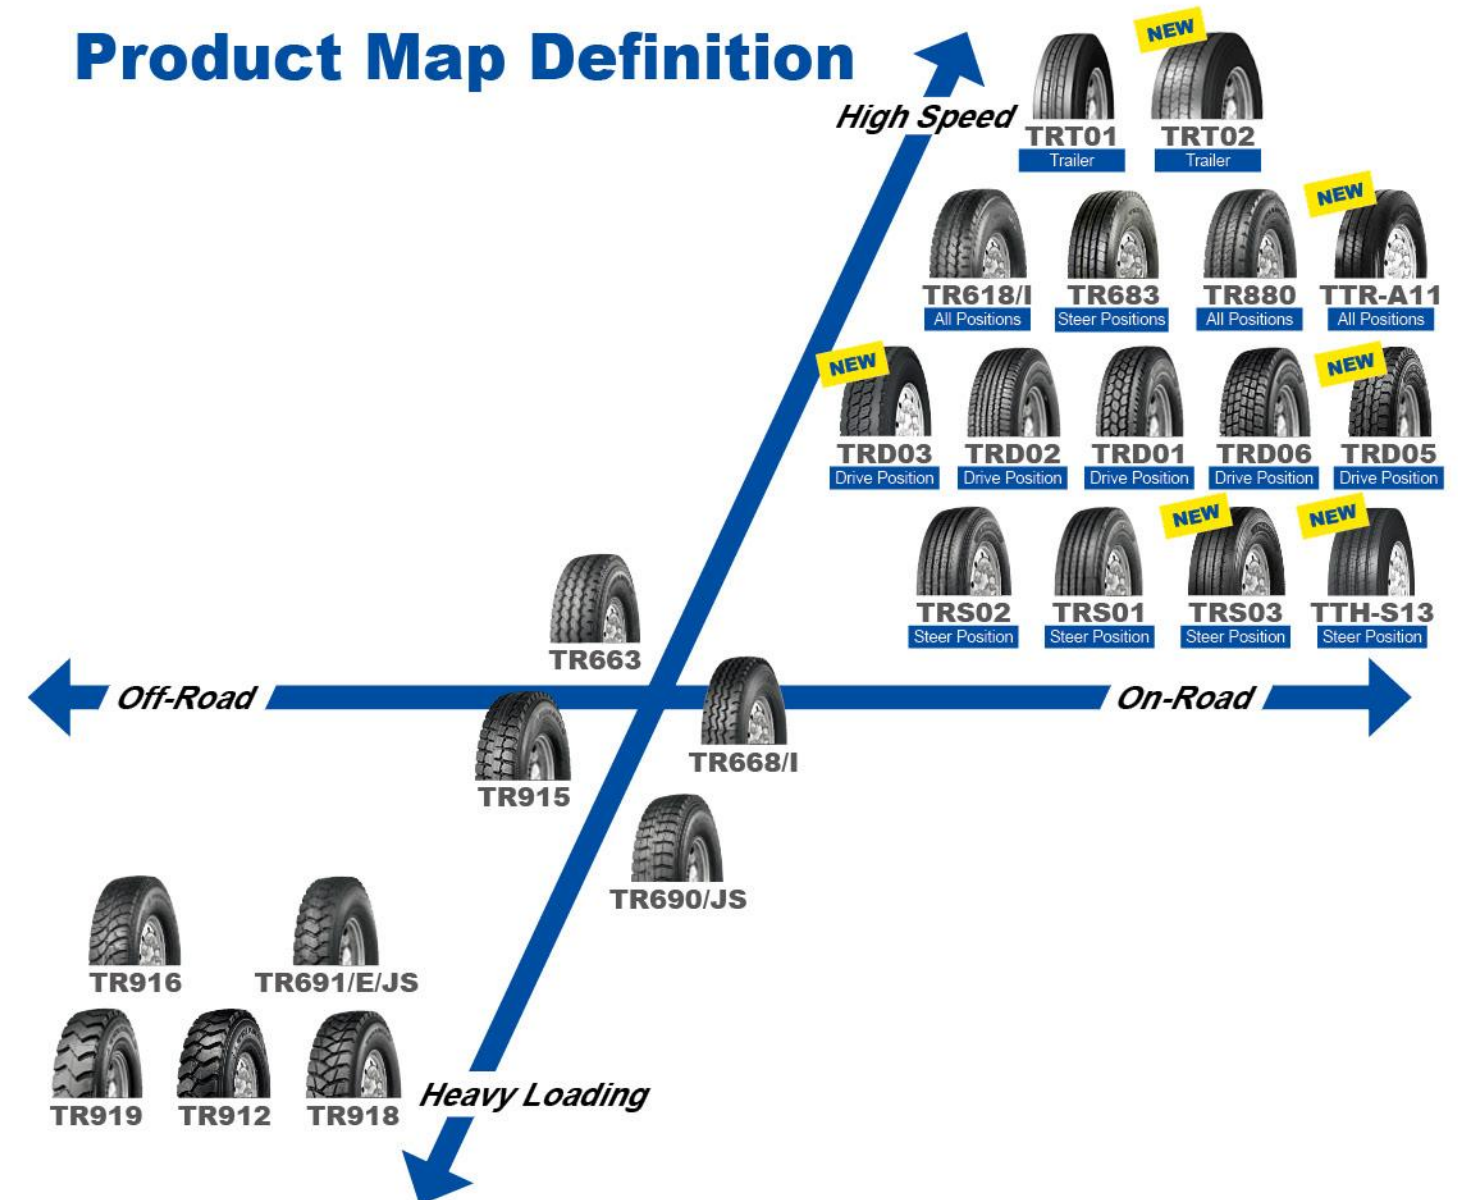 Product Map Definition
NEW
High Speed
TRT01 TRT02
Trailer Trailer
NEW
TR618/I TR683 TR880 TTR-A11
All Positions Steer Positions All Positions All Positions
NEW NEW
TRD03 TRD02 TRD01 TRD06 TRD05
Drive Position Drive Position Drive Position Drive Position Drive Position
NEW NEW
TRS02 TRS01 TRS03 TTH-S13
Steer Position Steer Position Steer Position Steer Position
TR663
Off-Road On-Road
TR668/I
TR915
TR690/JS
TR916 TR691/E/JS
Heavy Loading
TR919 TR912 TR918